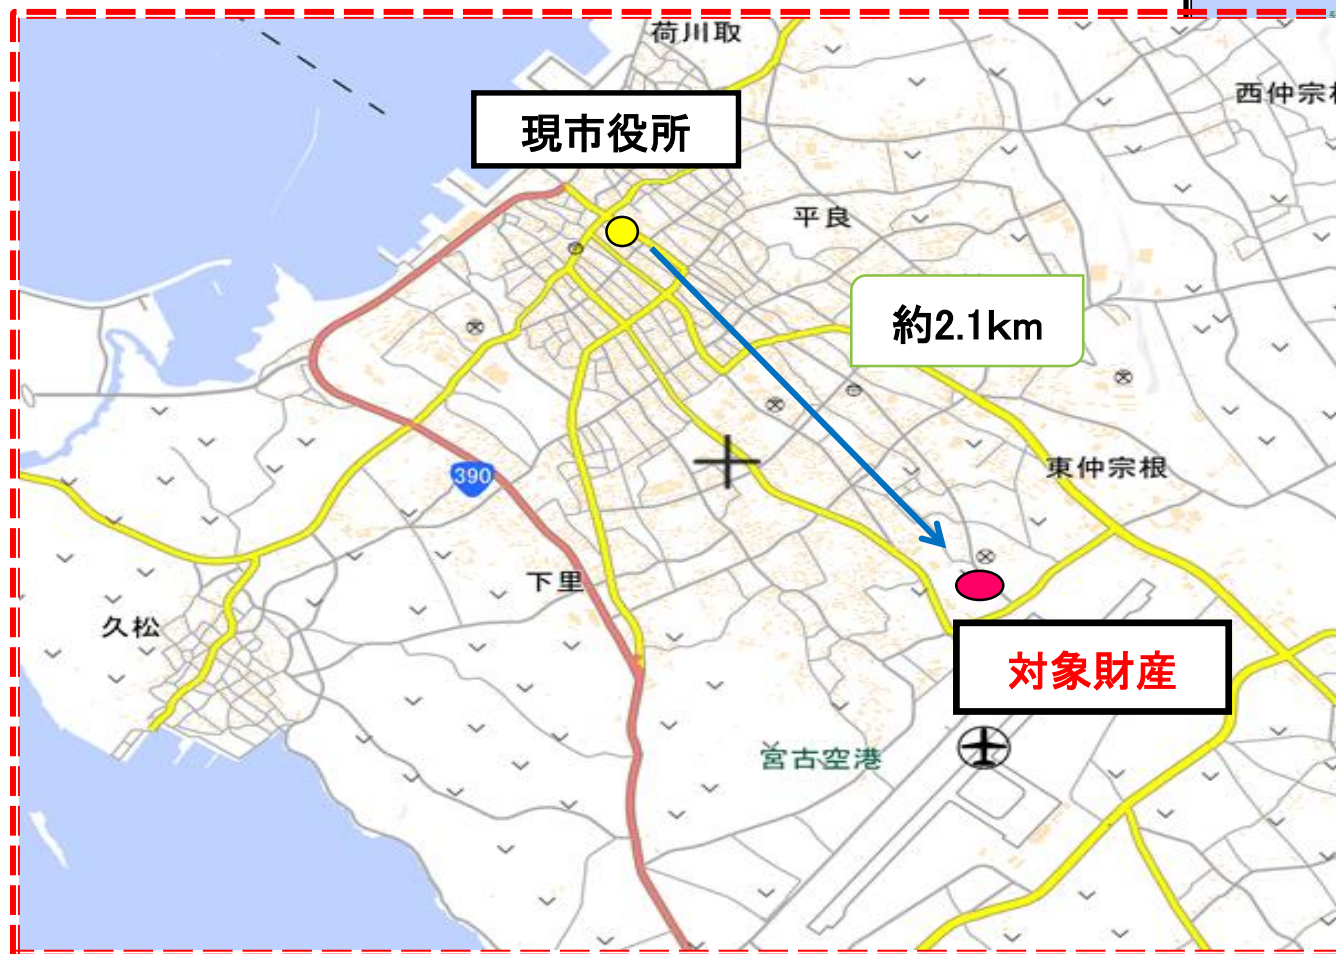 荷川取
西仲宗
現市役所
平良
約2.1km
東仲宗根
390
下里
久松
対象財産
宮古空港